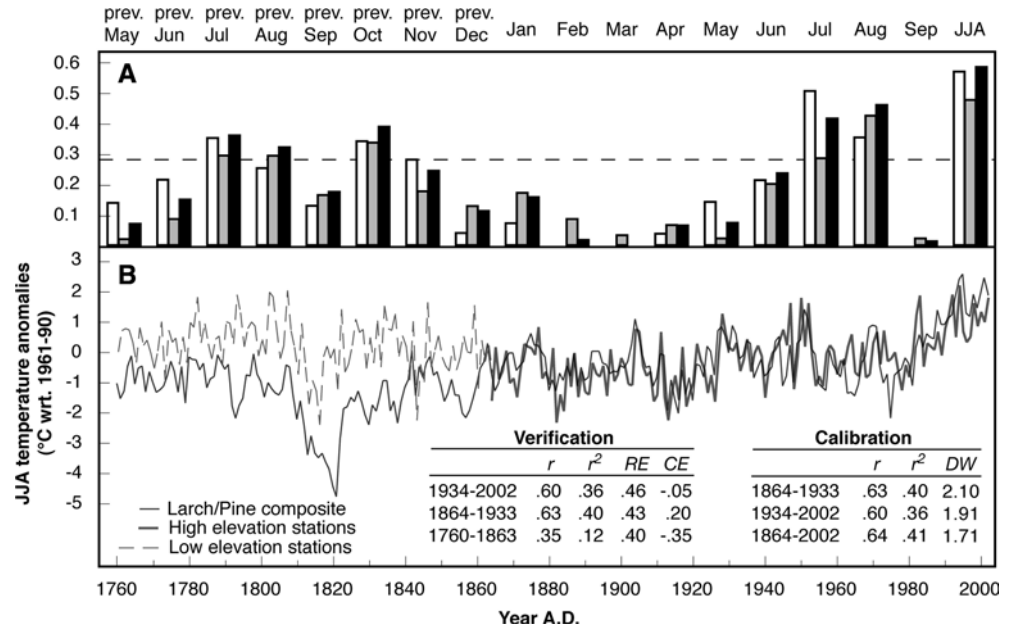 prev. prev. prev. prev. prev. prev. prev. prev.
May Jun Jul Aug Sep Oct Nov Dec Jan Feb Mar Apr May Jun Jul Aug Sep JJA
A
0.6
0.5
0.4
0.3
0.2
0.1
B
3
2
1
0
-1
-2
-3
-4
-5
JJA temperature anomalies
(°C wrt. 1961-90)
Larch/Pine composite
High elevation stations
Low elevation stations
Verification
r r² RE CE
1934-2002 .60 .36 .46 -.05
1864-1933 .63 .40 .43 .20
1760-1863 .35 .12 .40 -.35
Calibration
r r² DW
1864-1933 .63 .40 2.10
1934-2002 .60 .36 1.91
1864-2002 .64 .41 1.71
1760 1780 1800 1820 1840 1860 1880 1900 1920 1940 1960 1980 2000
Year A.D.